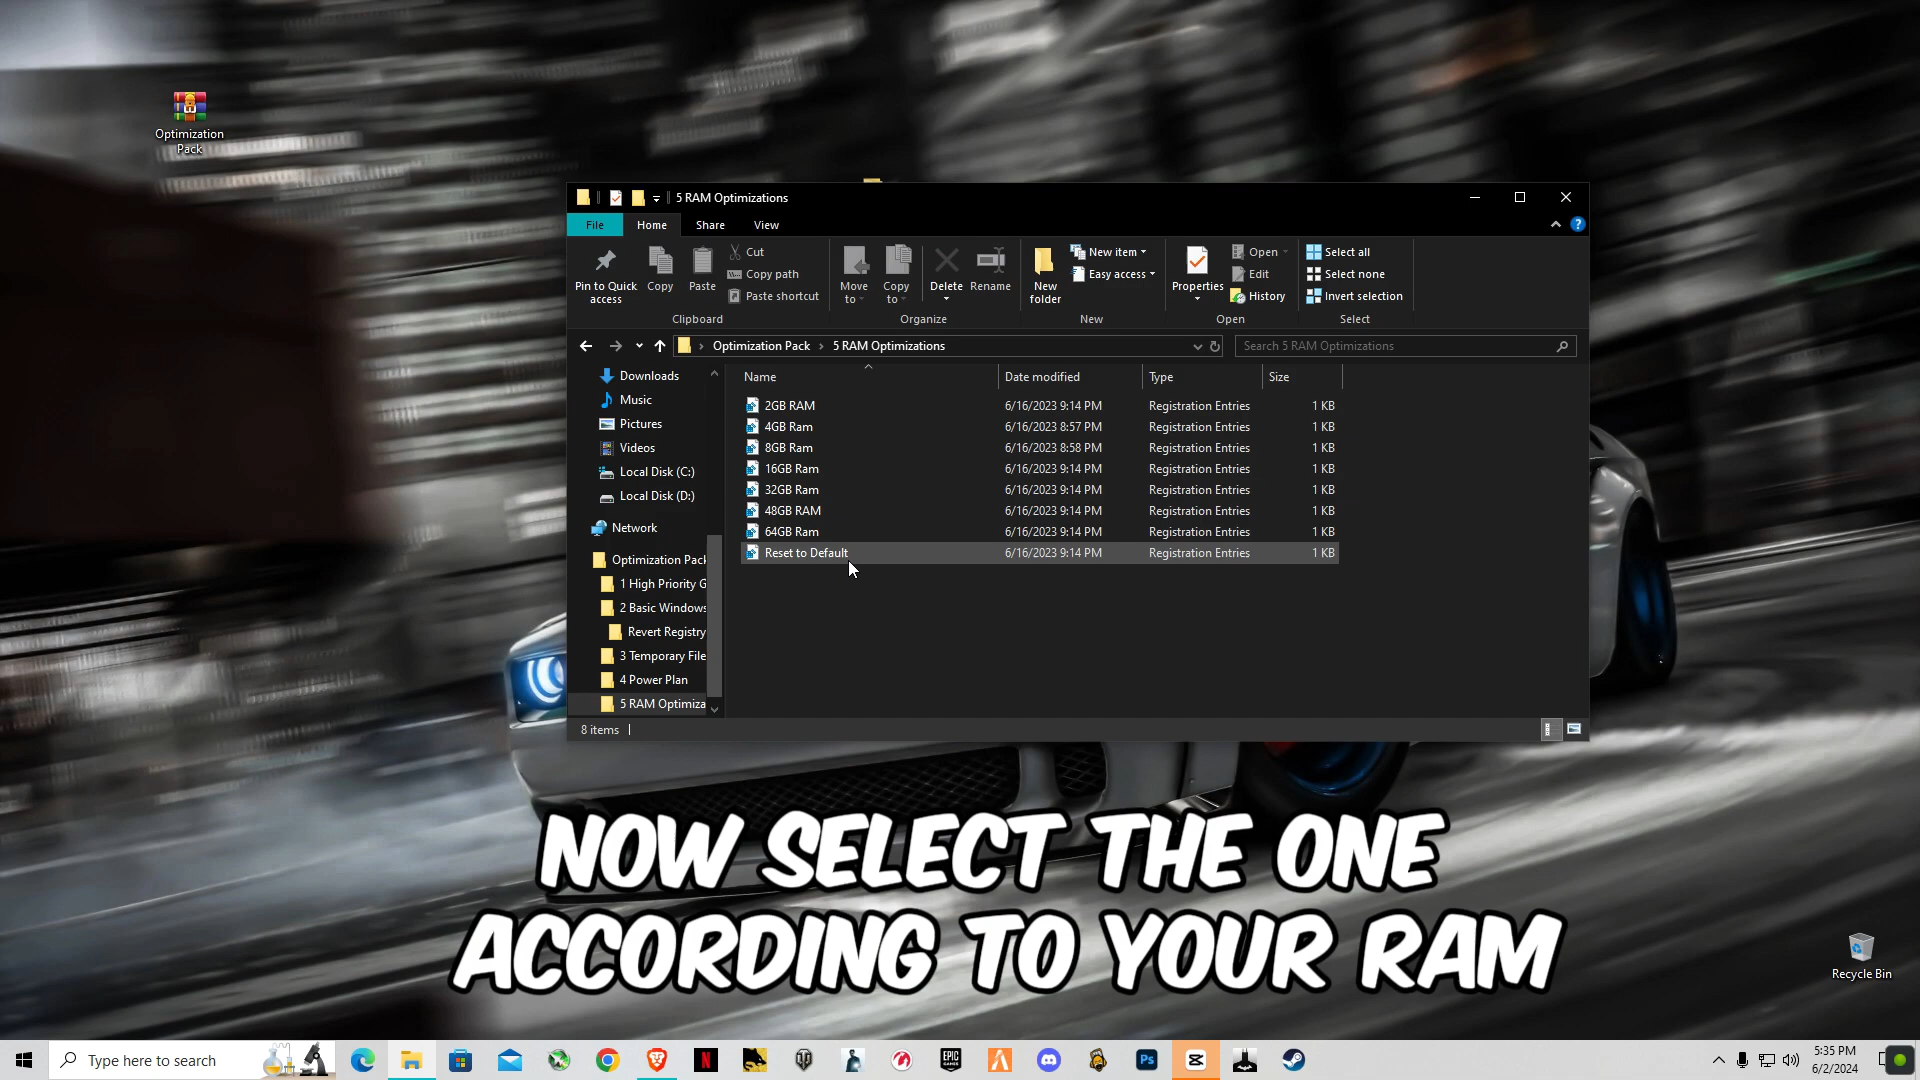 Optimization
Pack
5 RAM Optimizations
File Home Share View
Pin to Quick
access
Copy
Paste
Cut
Copy path
Paste shortcut
Clipboard
Move
to
Copy
to
Delete
Rename
Organize
New
folder
New item
Easy access
New
Properties
Open
Edit
History
Open
Select all
Select none
Invert selection
Select
Optimization Pack › 5 RAM Optimizations
Search 5 RAM Optimizations
Downloads
Music
Pictures
Videos
Local Disk (C:)
Local Disk (D:)
Network
Optimization Pack
1 High Priority G
2 Basic Windows
Revert Registry
3 Temporary File
4 Power Plan
5 RAM Optimiza
Name Date modified Type Size
2GB RAM 6/16/2023 9:14 PM Registration Entries 1 KB
4GB Ram 6/16/2023 8:57 PM Registration Entries 1 KB
8GB Ram 6/16/2023 8:58 PM Registration Entries 1 KB
16GB Ram 6/16/2023 9:14 PM Registration Entries 1 KB
32GB Ram 6/16/2023 9:14 PM Registration Entries 1 KB
48GB RAM 6/16/2023 9:14 PM Registration Entries 1 KB
64GB Ram 6/16/2023 9:14 PM Registration Entries 1 KB
Reset to Default 6/16/2023 9:14 PM Registration Entries 1 KB
8 items
NOW SELECT THE ONE
ACCORDING TO YOUR RAM
Recycle Bin
Type here to search
N
EPIC
GAMES
Ps
5:35 PM
6/2/2024